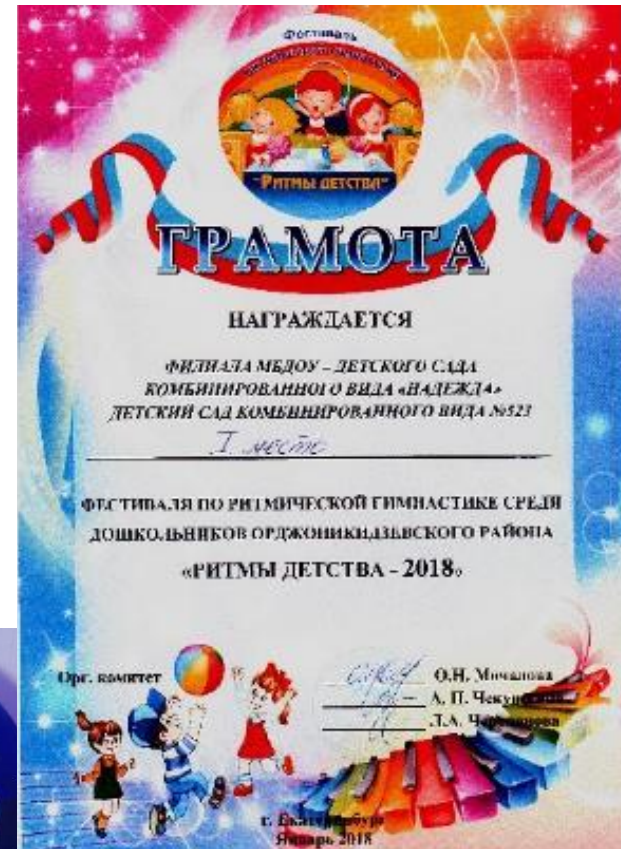 Фестиваль
"РИТМЫ ДЕТСТВА"
ГРАМОТА
НАГРАЖДАЕТСЯ
ФИЛИАЛА МБДОУ – ДЕТСКОГО САДА
КОМБИНИРОВАННОГО ВИДА «НАДЕЖДА»
ДЕТСКИЙ САД КОМБИНИРОВАННОГО ВИДА №523
I место
ФЕСТИВАЛЯ ПО РИТМИЧЕСКОЙ ГИМНАСТИКЕ СРЕДИ
ДОШКОЛЬНИКОВ ОРДЖОНИКИДЗЕВСКОГО РАЙОНА
«РИТМЫ ДЕТСТВА - 2018»
Орг. комитет
О.Н. Мочалова
А. П.
Л.А.
г. Екатеринбург
Январь 2018